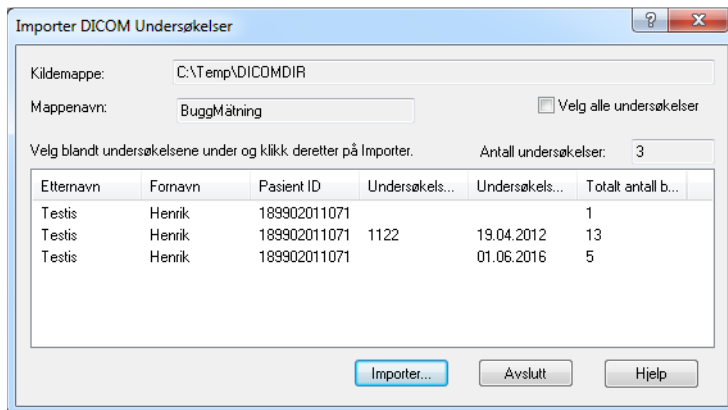 Importer DICOM Undersøkelser
Kildemappe: C:\Temp\DICOMDIR
Mappenavn: BuggMätning Velg alle undersøkelser
Velg blandt undersøkelsene under og klikk deretter på Importer. Antall undersøkelser: 3
Etternavn Fornavn Pasient ID Undersøkels... Undersøkels... Totalt antall b...
Testis Henrik 189902011071 1
Testis Henrik 189902011071 1122 19.04.2012 13
Testis Henrik 189902011071 01.06.2016 5
Importer... Avslutt Hjelp